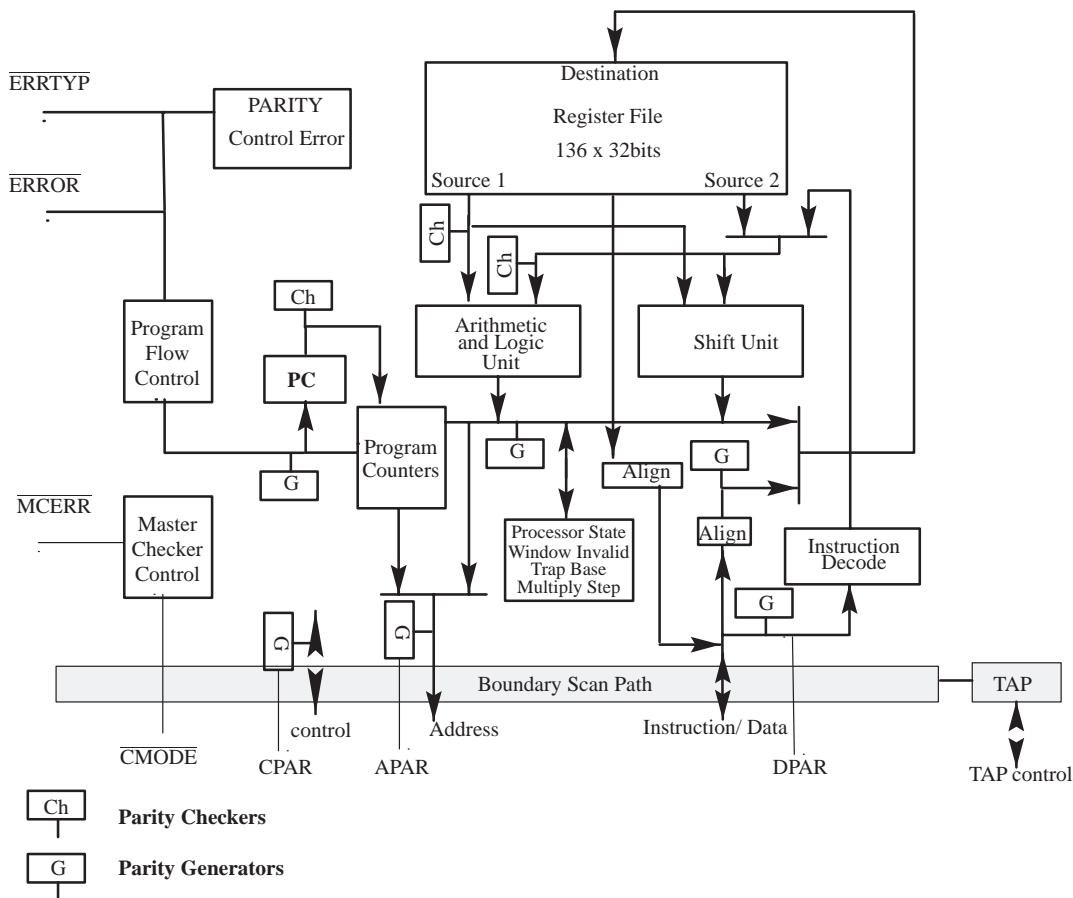 Destination
ERRTYP
PARITY
Control Error
Register File
136 x 32bits
ERROR
Source 1
Source 2
Ch
Ch
Ch
Program
Flow
Control
PC
Arithmetic
and Logic
Unit
Shift Unit
Program
Counters
G
G
G
Align
MCERR
Master
Checker
Control
Processor State
Window Invalid
Trap Base
Multiply Step
Align
Instruction
Decode
G
G
G
Boundary Scan Path
TAP
control
Address
Instruction/ Data
CMODE
CPAR
APAR
DPAR
TAP control
Ch
Parity Checkers
G
Parity Generators